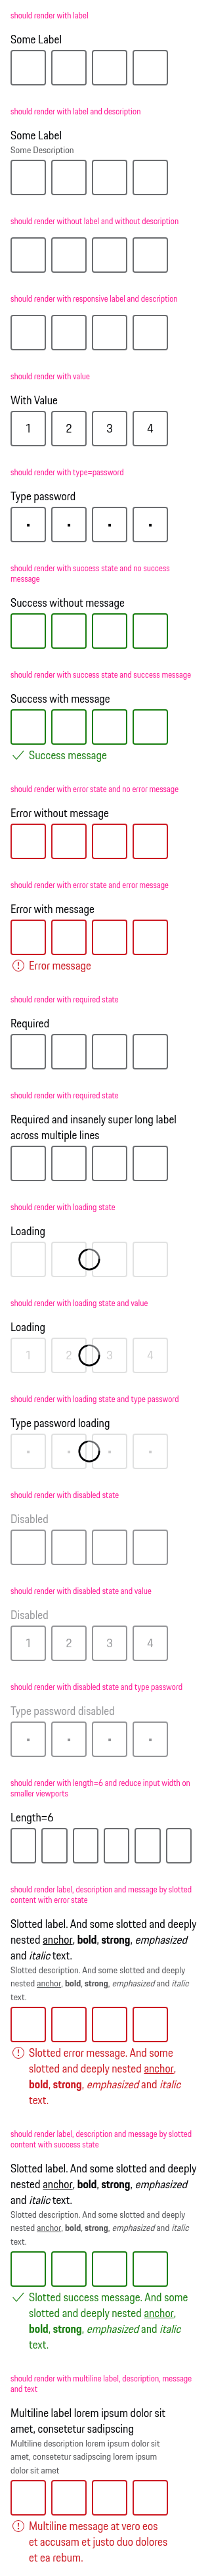 should render with label
Some Label
should render with label and description
Some Label
Some Description
should render without label and without description
should render with responsive label and description
should render with value
With Value
1 2 3 4
should render with type=password
Type password
should render with success state and no success
message
Success without message
should render with success state and success message
Success with message
Success message
should render with error state and no error message
Error without message
should render with error state and error message
Error with message
Error message
should render with required state
Required
should render with required state
Required and insanely super long label
across multiple lines
should render with loading state
Loading
should render with loading state and value
Loading
1 2 3 4
should render with loading state and type password
Type password loading
should render with disabled state
Disabled
should render with disabled state and value
Disabled
1 2 3 4
should render with disabled state and type password
Type password disabled
should render with length=6 and reduce input width on
smaller viewports
Length=6
should render label, description and message by slotted
content with error state
Slotted label. And some slotted and deeply
nested anchor, bold, strong, emphasized
and italic text.
Slotted description. And some slotted and deeply
nested anchor, bold, strong, emphasized and italic
text.
Slotted error message. And some
slotted and deeply nested anchor,
bold, strong, emphasized and italic
text.
should render label, description and message by slotted
content with success state
Slotted label. And some slotted and deeply
nested anchor, bold, strong, emphasized
and italic text.
Slotted description. And some slotted and deeply
nested anchor, bold, strong, emphasized and italic
text.
Slotted success message. And some
slotted and deeply nested anchor,
bold, strong, emphasized and italic
text.
should render with multiline label, description, message
and text
Multiline label lorem ipsum dolor sit
amet, consetetur sadipscing
Multiline description lorem ipsum dolor sit
amet, consetetur sadipscing lorem ipsum
dolor sit amet
Multiline message at vero eos
et accusam et justo duo dolores
et ea rebum.